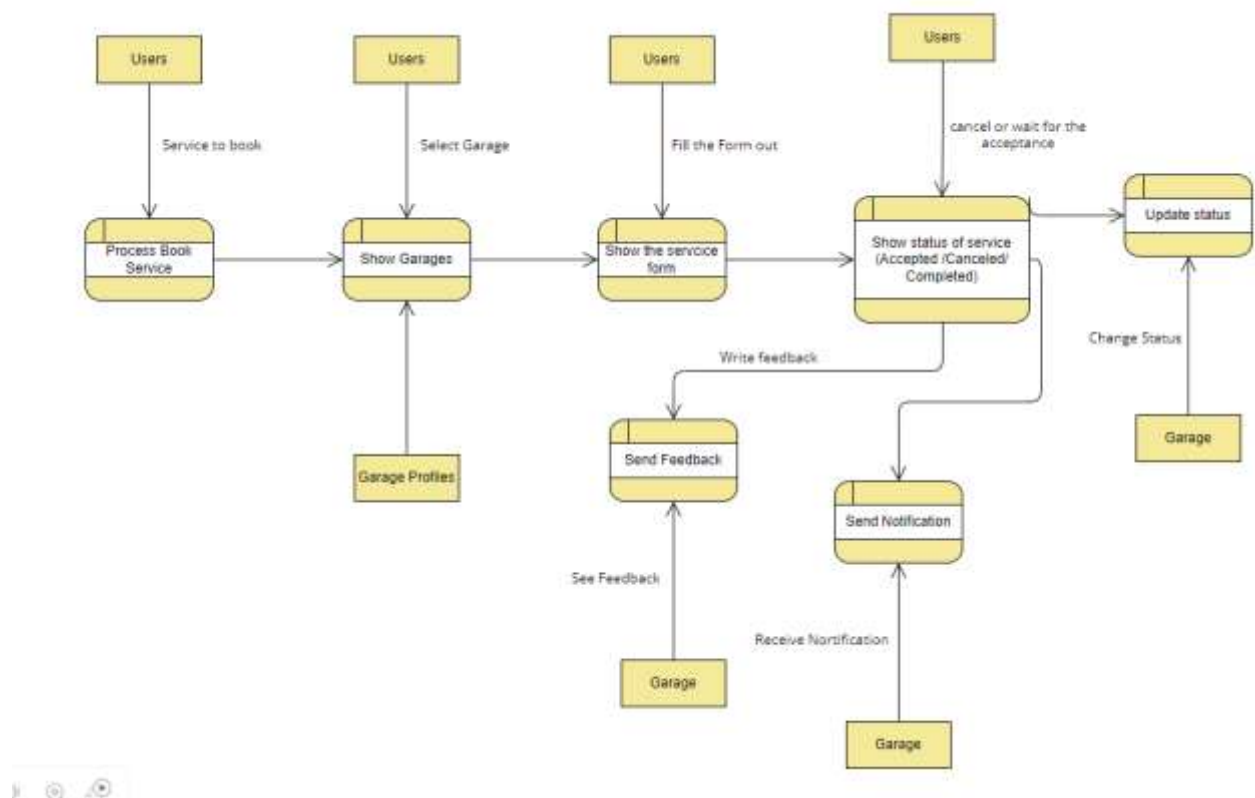 Users
Users
Users
Users
Service to book
Select Garage
Fill the Form out
cancel or wait for the
acceptance
Process Book
Service
Show Garages
Show the servcice
form
Show status of service
(Accepted /Canceled/
Completed)
Update status
Write feedback
Change Status
Garage Profiles
Send Feedback
Garage
Send Notification
See Feedback
Receive Nortification
Garage
Garage